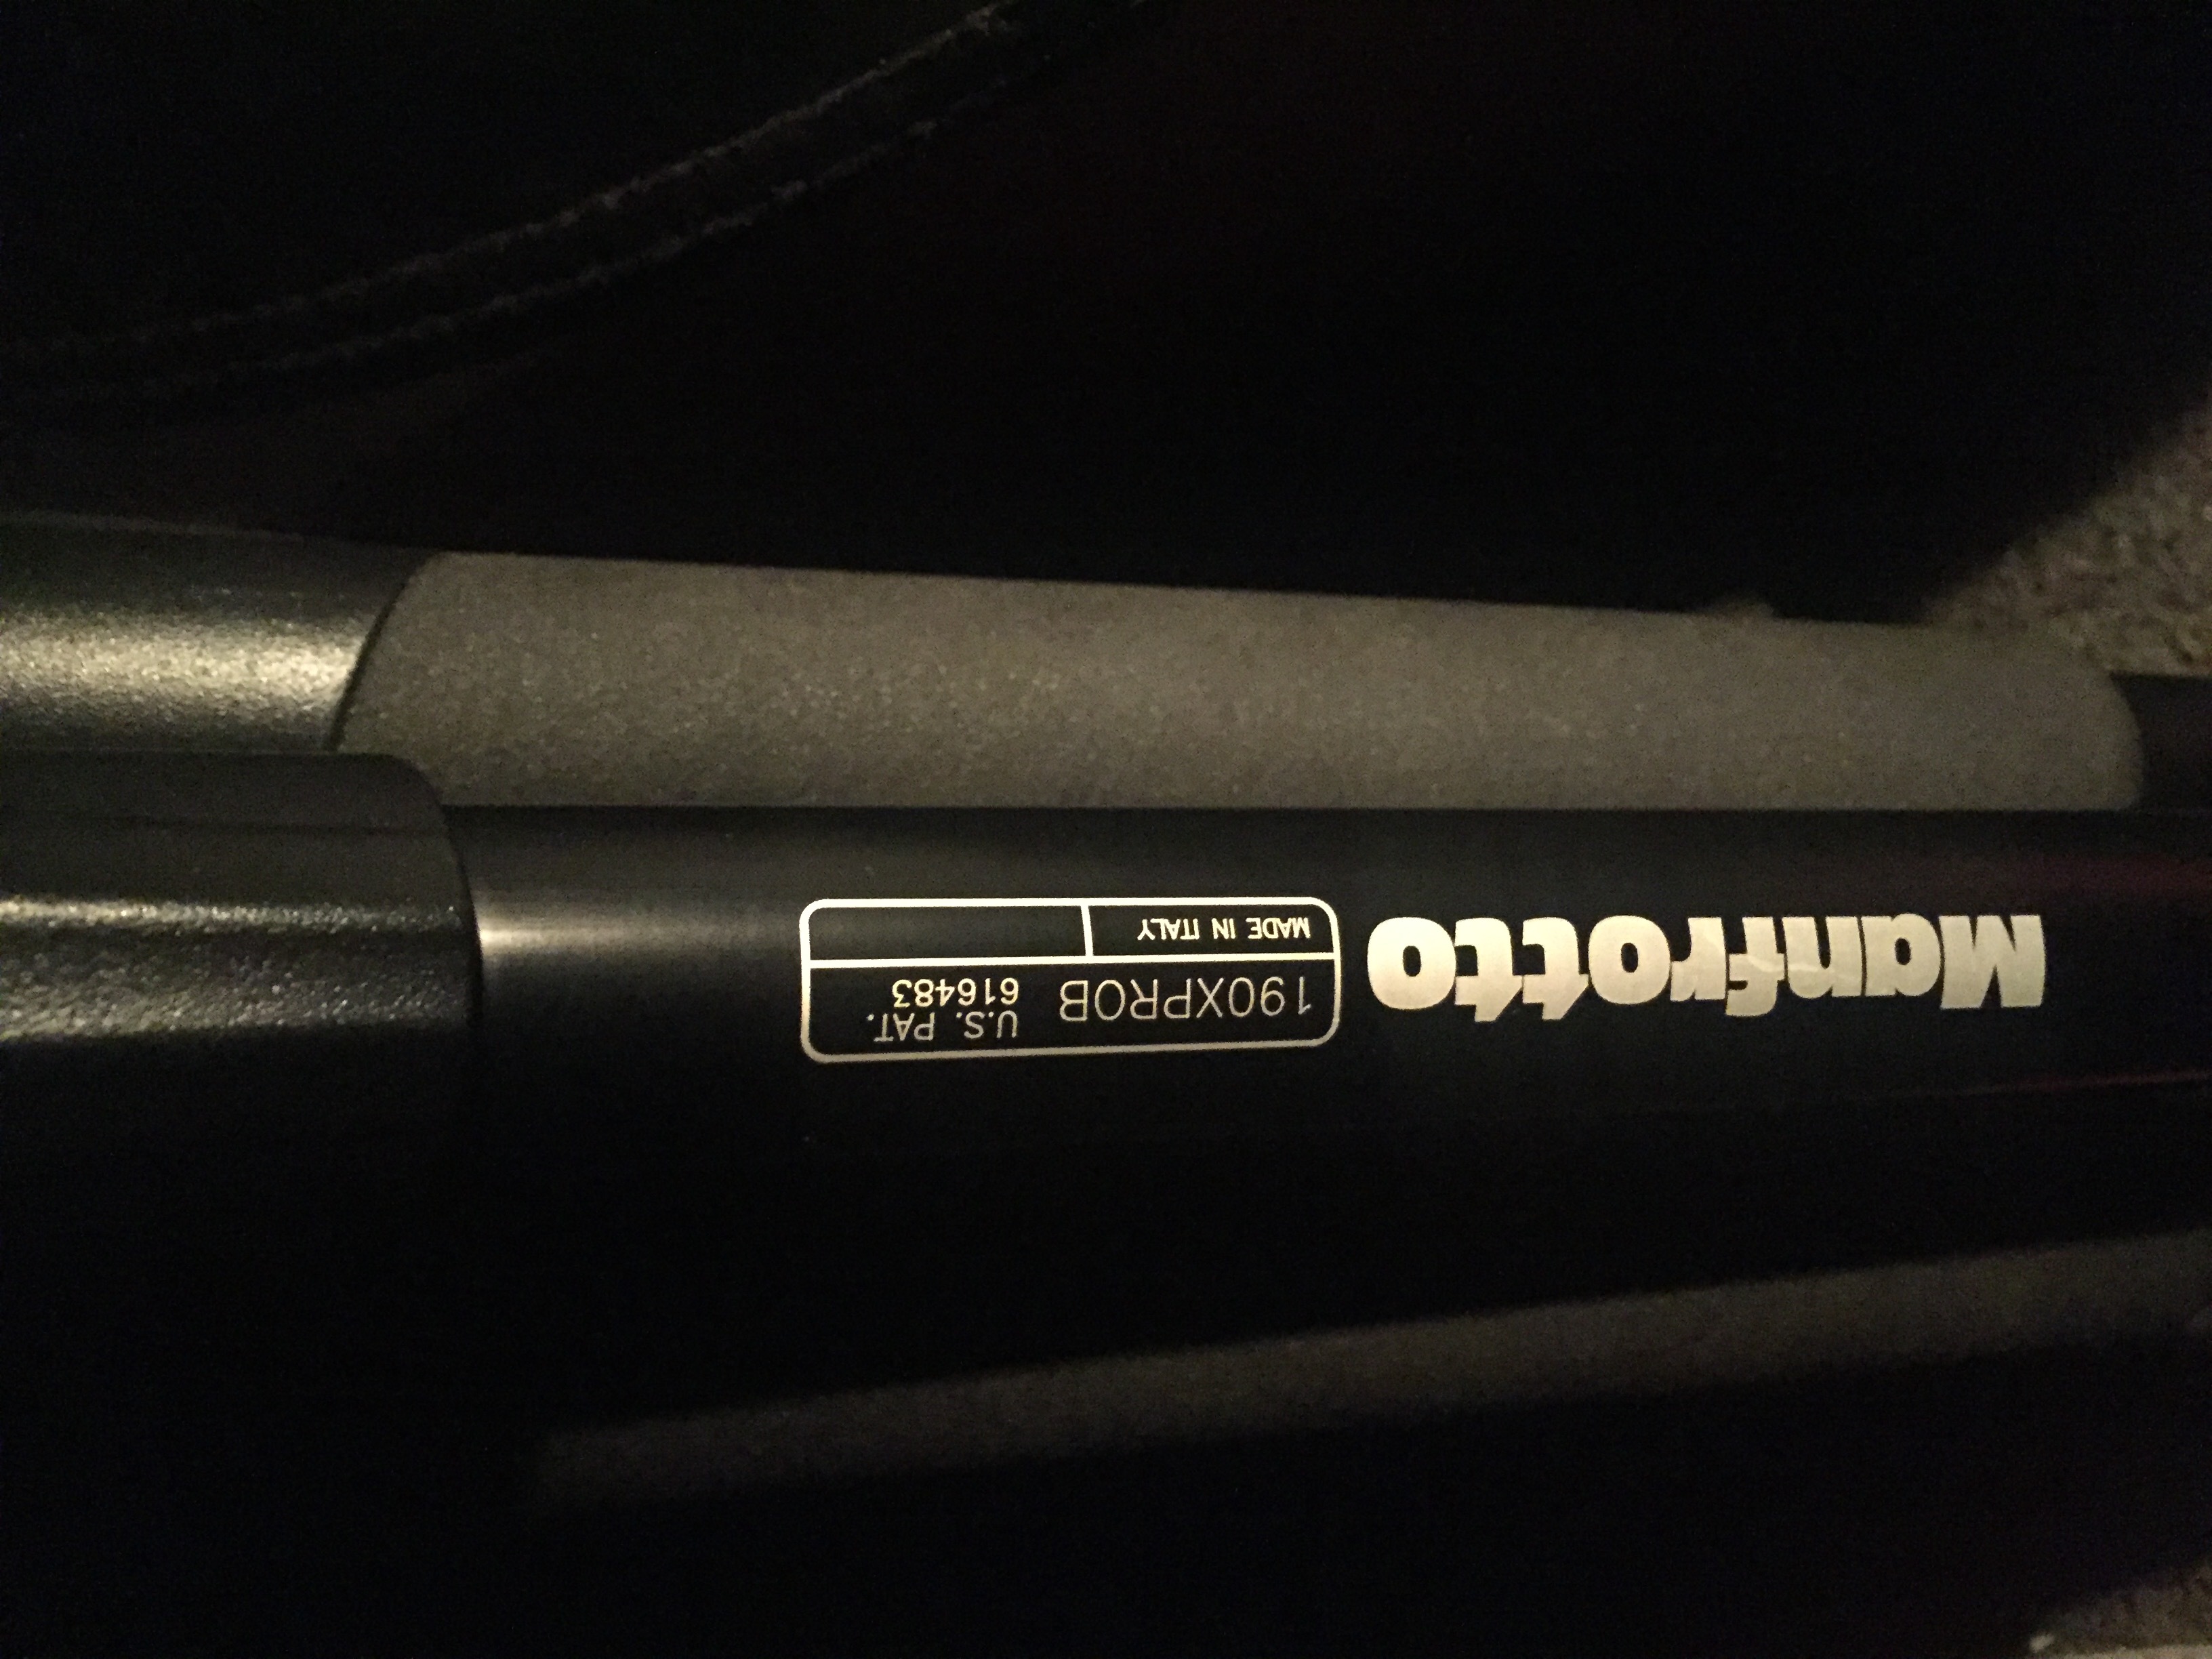 Manfrotto
190XPROB
U.S. PAT.
616483
MADE IN ITALY